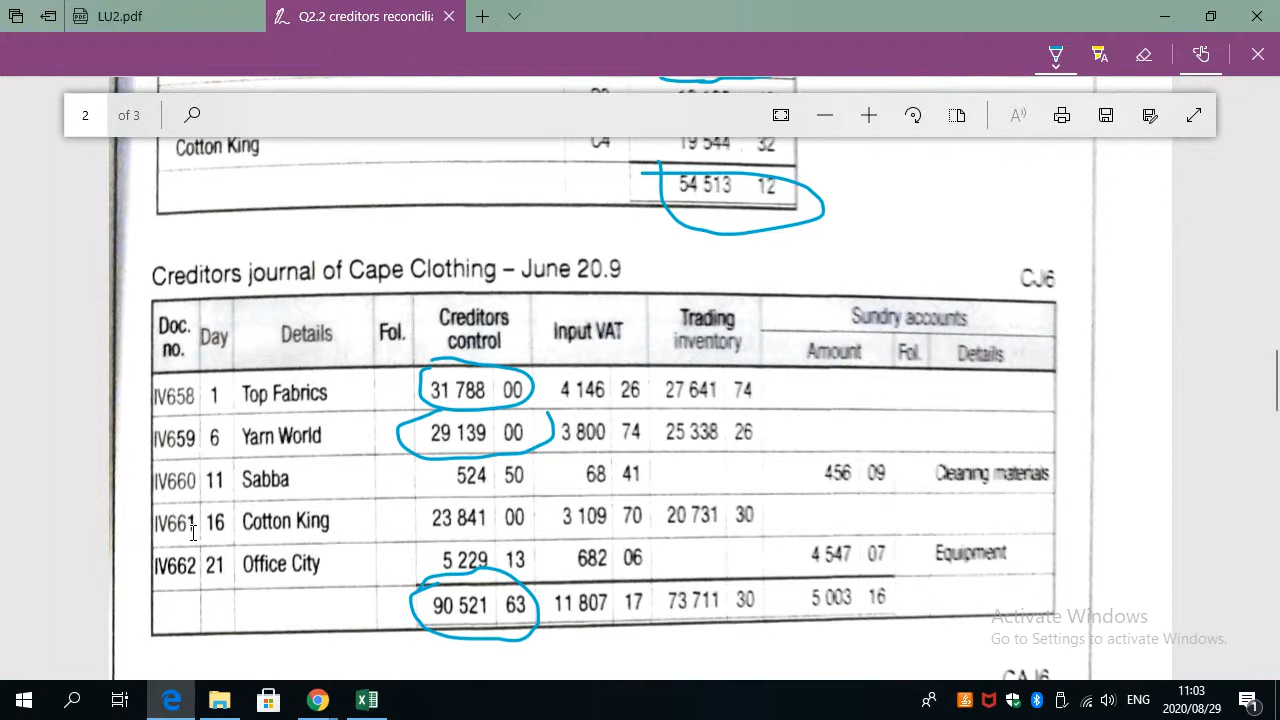 LU2.pdf
Q2.2 creditors reconcilia
2 of 3
Cotton King C4 19 544 32
54 513 12
Creditors journal of Cape Clothing – June 20.9 CJ6
Doc. no. Day Details Fol. Creditors control Input VAT Trading inventory Sundry accounts
Amount Fol. Details
IV658 1 Top Fabrics 31 788 00 4 146 26 27 641 74
IV659 6 Yarn World 29 139 00 3 800 74 25 338 26
IV660 11 Sabba 524 50 68 41 456 09 Cleaning materials
IV661 16 Cotton King 23 841 00 3 109 70 20 731 30
IV662 21 Office City 5 229 13 682 06 4 547 07 Equipment
90 521 63 11 807 17 73 711 30 5 003 16
Activate Windows
Go to Settings to activate Windows.
ENG
11:03
2020/08/29
1